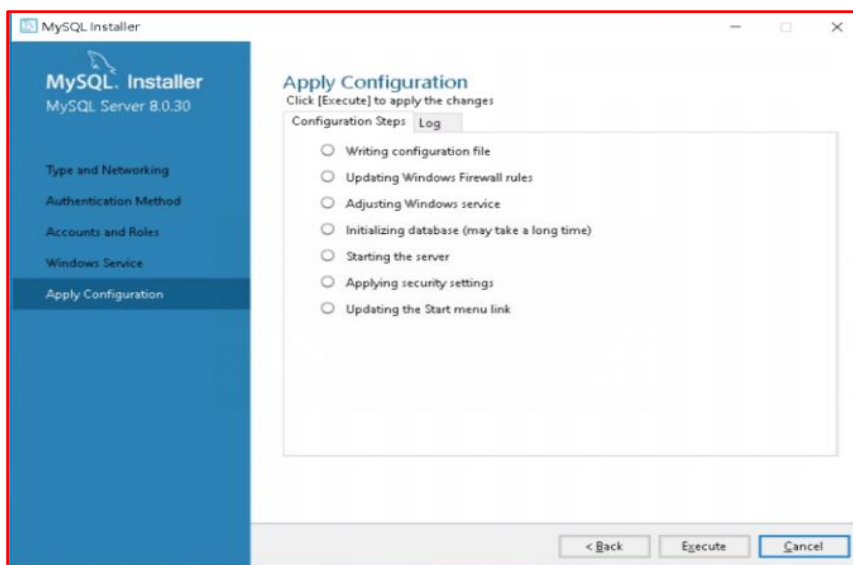 MySQL Installer
MySQL. Installer
MySQL Server 8.0.30
Type and Networking
Authentication Method
Accounts and Roles
Windows Service
Apply Configuration
Apply Configuration
Click [Execute] to apply the changes
Configuration Steps Log
Writing configuration file
Updating Windows Firewall rules
Adjusting Windows service
Initializing database (may take a long time)
Starting the server
Applying security settings
Updating the Start menu link
< Back Execute Cancel